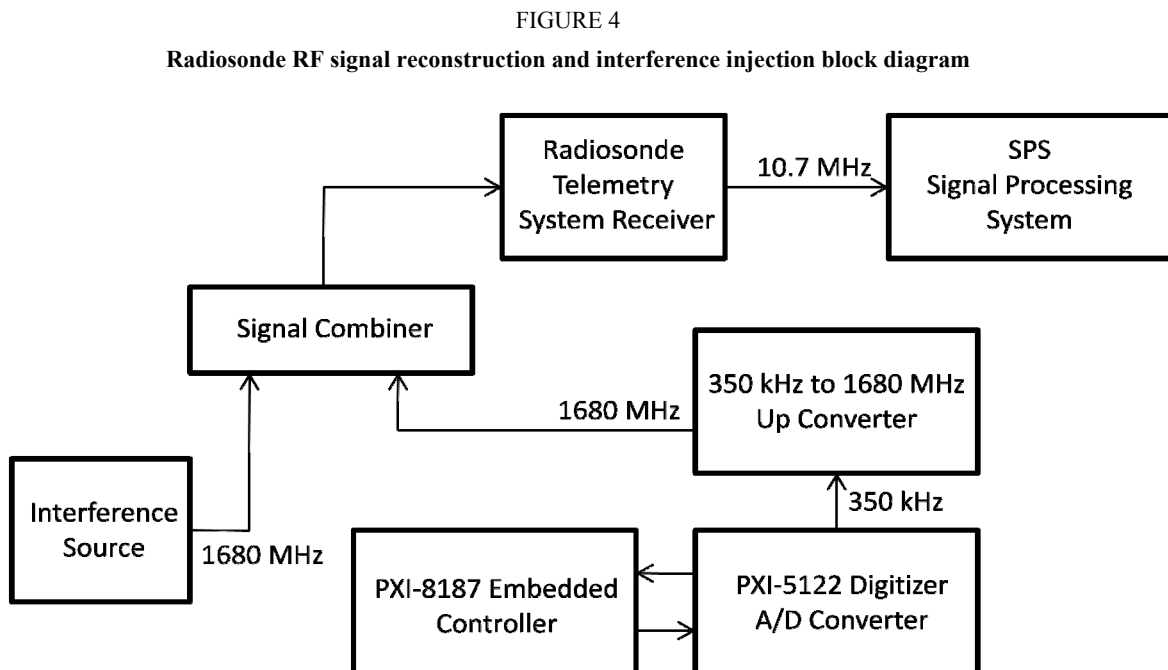 FIGURE 4
Radiosonde RF signal reconstruction and interference injection block diagram
Radiosonde
Telemetry
System Receiver
10.7 MHz
SPS
Signal Processing
System
Signal Combiner
350 kHz to 1680 MHz
Up Converter
1680 MHz
Interference
Source
1680 MHz
350 kHz
PXI-8187 Embedded
Controller
PXI-5122 Digitizer
A/D Converter